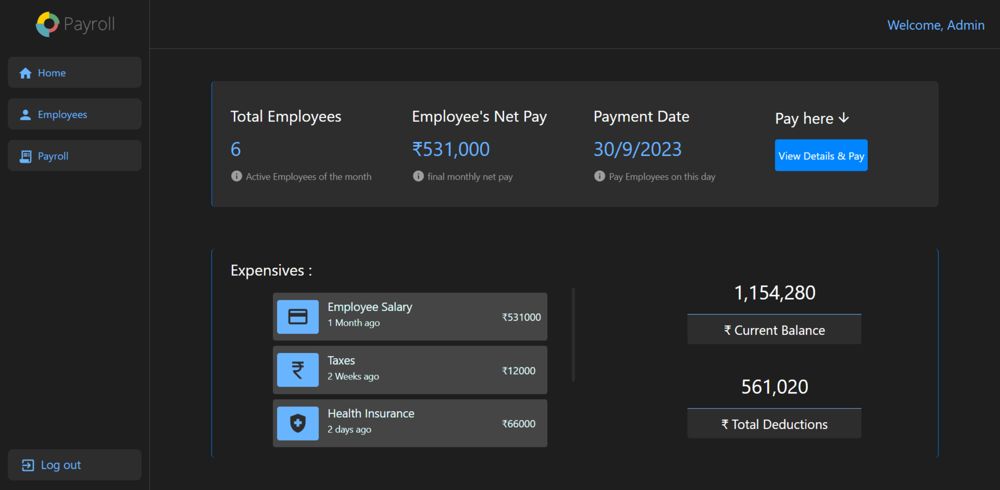 Payroll
Welcome, Admin
Home
Employees
Payroll
Log out
Total Employees
6
Active Employees of the month
Employee's Net Pay
₹531,000
final monthly net pay
Payment Date
30/9/2023
Pay Employees on this day
Pay here ↓
View Details & Pay
Expensives :
Employee Salary
1 Month ago
₹531000
Taxes
2 Weeks ago
₹12000
Health Insurance
2 days ago
₹66000
1,154,280
₹ Current Balance
561,020
₹ Total Deductions